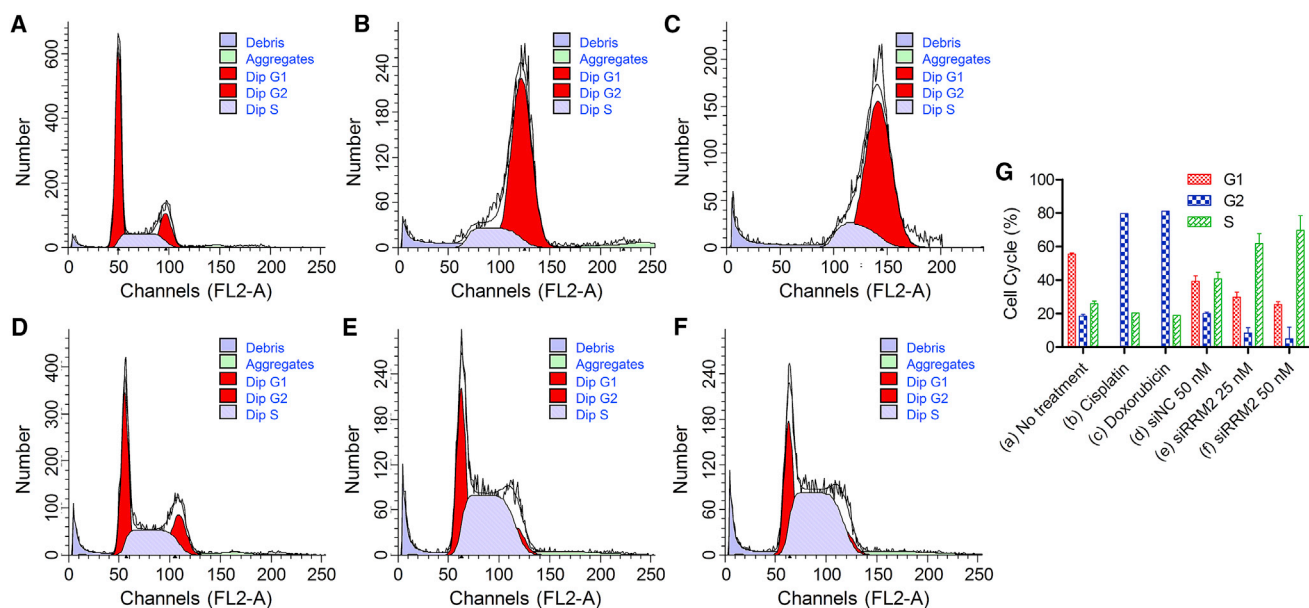 A
600
400
200
0
Number
0 50 100 150 200 250
Channels (FL2-A)
Debris
Aggregates
Dip G1
Dip G2
Dip S
B
240
180
120
60
0
Number
0 50 100 150 200 250
Channels (FL2-A)
Debris
Aggregates
Dip G1
Dip G2
Dip S
C
200
150
100
50
0
Number
0 50 100 150 200
Channels (FL2-A)
Debris
Aggregates
Dip G1
Dip G2
Dip S
D
400
300
200
100
0
Number
0 50 100 150 200 250
Channels (FL2-A)
Debris
Aggregates
Dip G1
Dip G2
Dip S
E
240
180
120
60
0
Number
0 50 100 150 200 250
Channels (FL2-A)
Debris
Aggregates
Dip G1
Dip G2
Dip S
F
240
180
120
60
0
Number
0 50 100 150 200 250
Channels (FL2-A)
Debris
Aggregates
Dip G1
Dip G2
Dip S
G
G1
G2
S
100
80
60
40
20
0
Cell Cycle (%)
(a) No treatment
(b) Cisplatin
(c) Doxorubicin
(d) siNC 50 nM
(e) siRRM2 25 nM
(f) siRRM2 50 nM